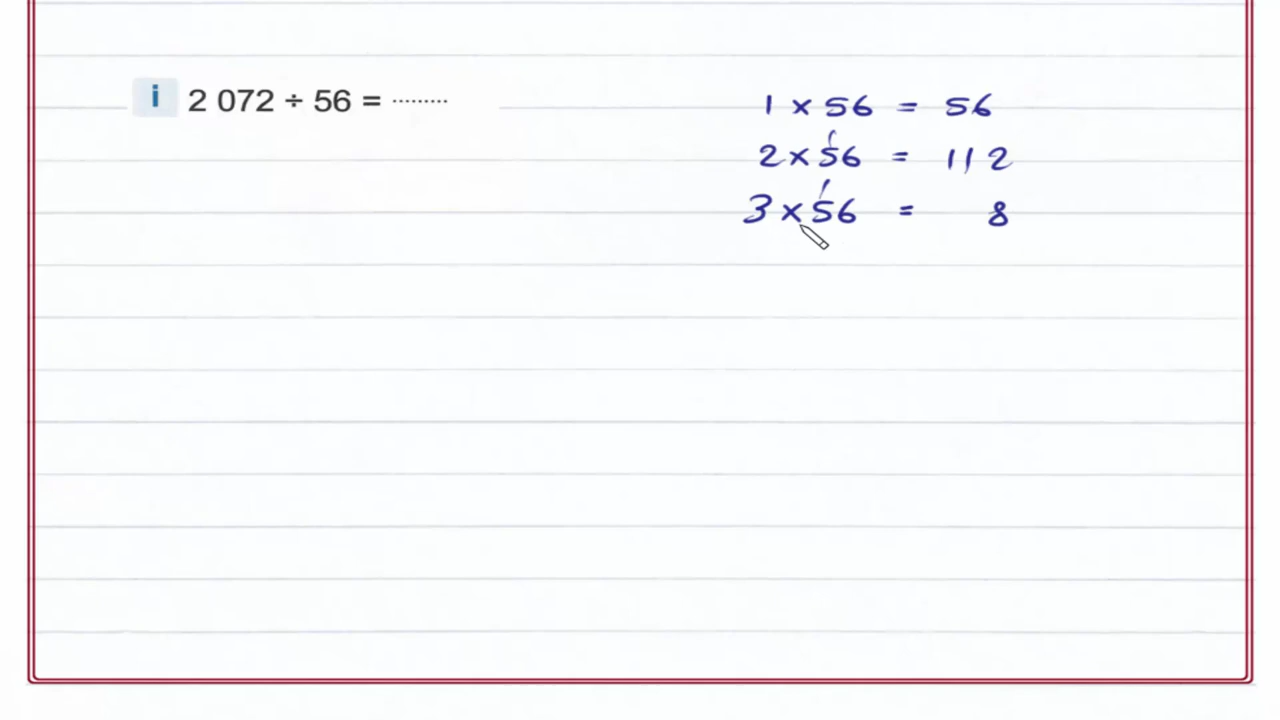 i 2 072 ÷ 56 = .........
1 × 56 = 56
2 × 56 = 112
3 × 56 = 8